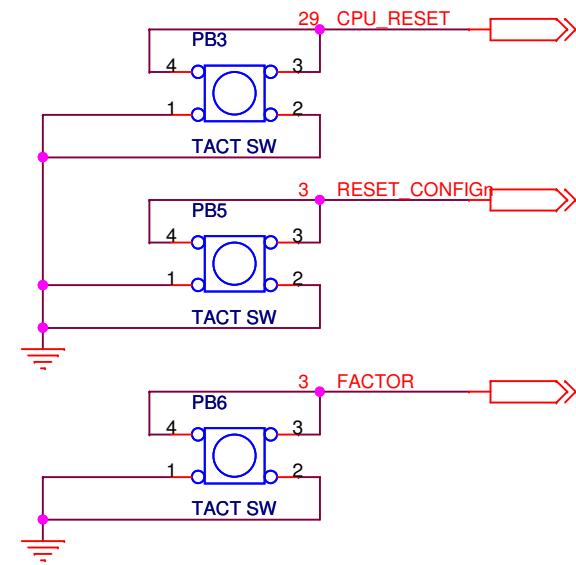 29 CPU_RESET
PB3
4 3
1 2
TACT SW
3 RESET_CONFIGn
PB5
4 3
1 2
TACT SW
3 FACTOR
PB6
4 3
1 2
TACT SW